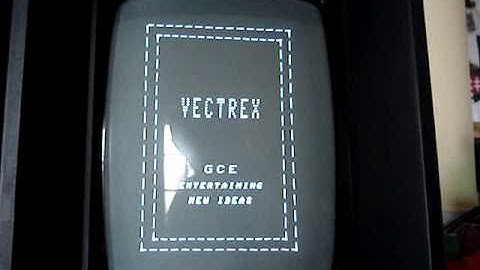 VECTREX
GCE
ENTERTAINING
NEW IDEAS